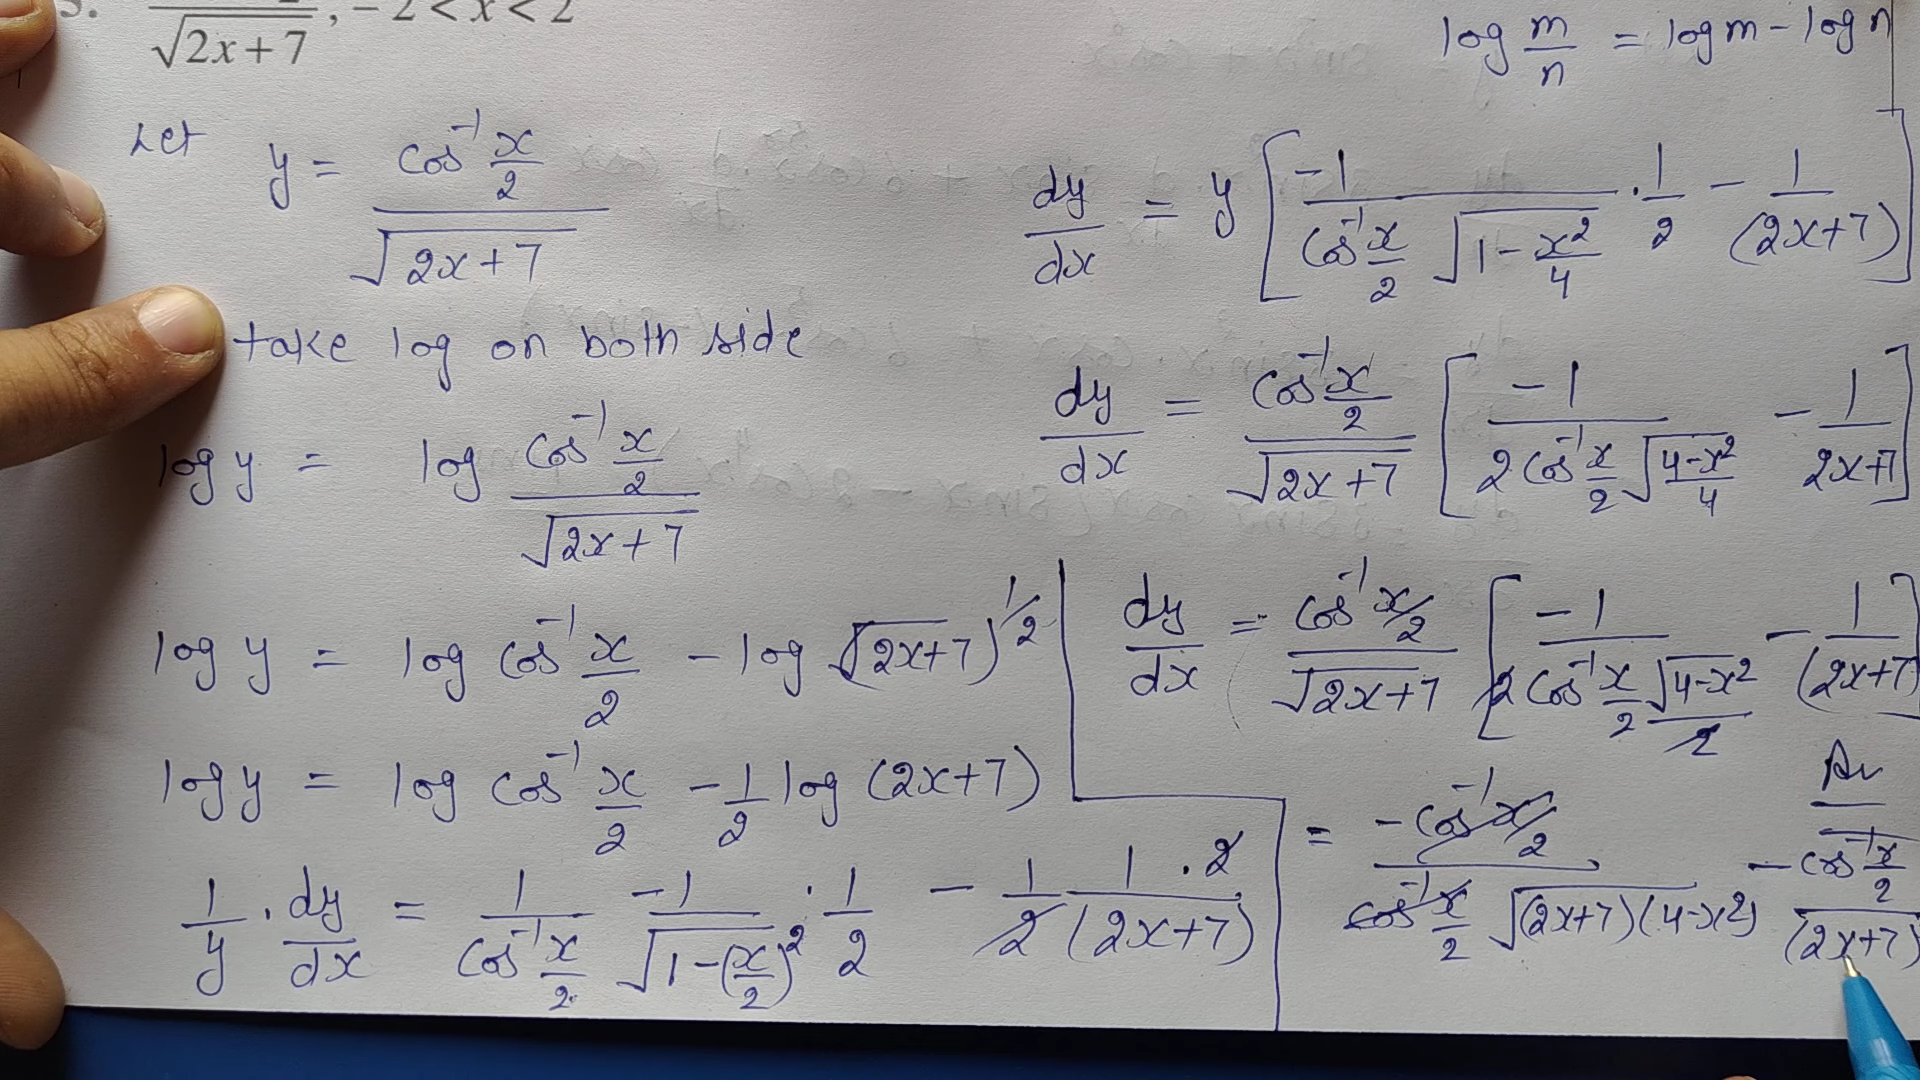 5.
√(2x+7) , −2 < x < 2
Let y = cos⁻¹ x/2 / √(2x+7)
take log on both side
log y = log cos⁻¹ x/2 / √(2x+7)
log y = log cos⁻¹ x/2 − log √(2x+7)^1/2
log y = log cos⁻¹ x/2 − 1/2 log (2x+7)
1/y · dy/dx = 1/(cos⁻¹ x/2) −1/√(1−(x/2)²) · 1/2 − 1/2 1·2/(2x+7)
log m/n = log m − log n
dy/dx = y [ −1/(cos⁻¹ x/2 √(1−x²/4)) · 1/2 − 1/(2x+7) ]
dy/dx = cos⁻¹ x/2 / √(2x+7) [ −1/(2 cos⁻¹ x/2 √((4−x²)/4)) − 1/(2x+7) ]
dy/dx = cos⁻¹ x/2 / √(2x+7) [ −1/(2 cos⁻¹ x/2 √(4−x²)/2) − 1/(2x+7) ]
= −cos⁻¹ x/2 / (cos⁻¹ x/2 √((2x+7)(4−x²))) − cos⁻¹ x/2 / (2x+7)